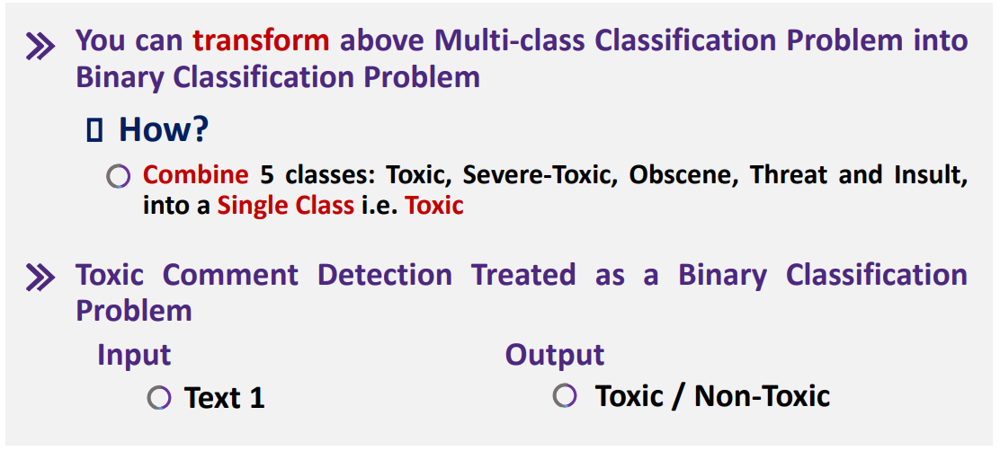 You can transform above Multi-class Classification Problem into
Binary Classification Problem
How?
Combine 5 classes: Toxic, Severe-Toxic, Obscene, Threat and Insult,
into a Single Class i.e. Toxic
Toxic Comment Detection Treated as a Binary Classification
Problem
Input
Output
Text 1
Toxic / Non-Toxic